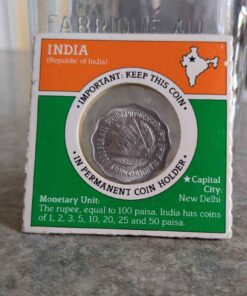 FABRIQUÉ AU
INDIA
(Republic of India)
• IMPORTANT: KEEP THIS COIN •
IN PERMANENT COIN HOLDER
★Capital
City:
New Delhi
Monetary Unit:
The rupee, equal to 100 paisa. India has coins
of 1, 2, 3, 5, 10, 20, 25 and 50 paisa.